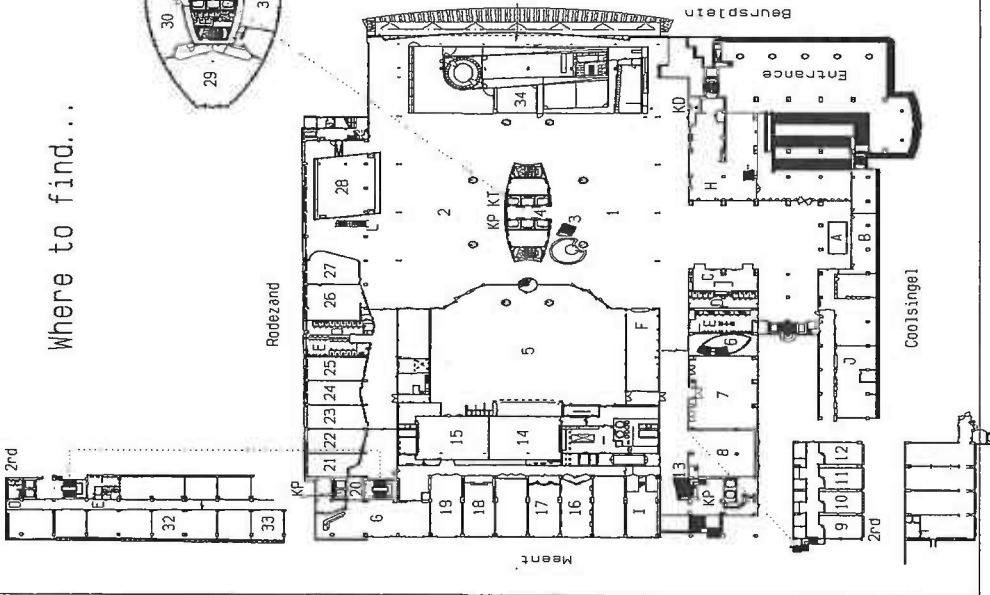 Where to find...
Beursplein
Entrance
Rodezand
Coolsingel
Meent
2rd
2rd
30
29
34
28
27
26
25
24
23
22
21
20
19
18
17
16
15
14
13
12
11
10
9
8
7
6
5
4
3
2
1
32
33
KP KT
KD
KP
KP
A
B
C
D
E
F
G
H
I
J
D
E
E
L